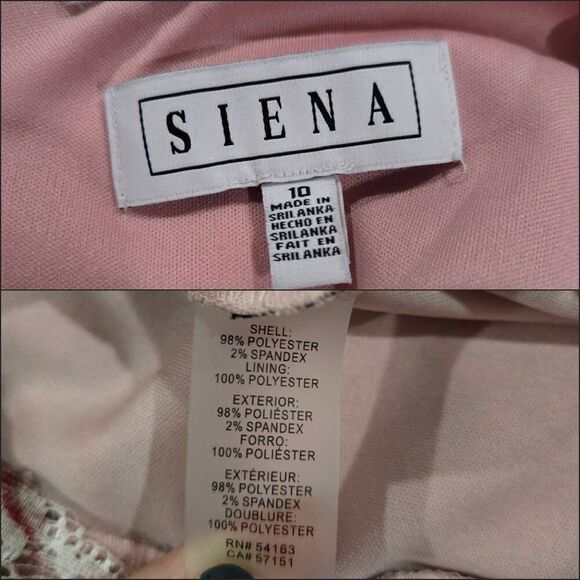 SIENA
10
MADE IN
SRILANKA
HECHO EN
SRILANKA
FAIT EN
SRILANKA
SHELL:
98% POLYESTER
2% SPANDEX
LINING:
100% POLYESTER
EXTERIOR:
98% POLIÉSTER
2% SPANDEX
FORRO:
100% POLIÉSTER
EXTÉRIEUR:
98% POLYESTER
2% SPANDEX
DOUBLURE:
100% POLYESTER
RN# 54163
CA# 57151